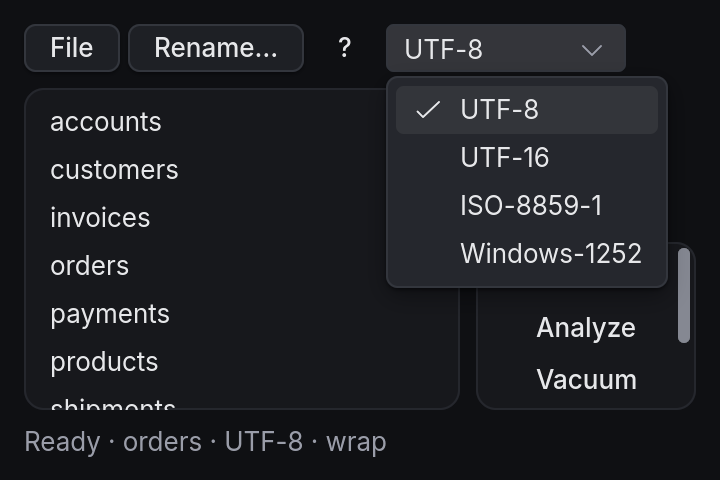 File Rename... ? UTF-8
accounts
customers
invoices
orders
payments
products
shipments
UTF-8
UTF-16
ISO-8859-1
Windows-1252
Analyze
Vacuum
Ready · orders · UTF-8 · wrap